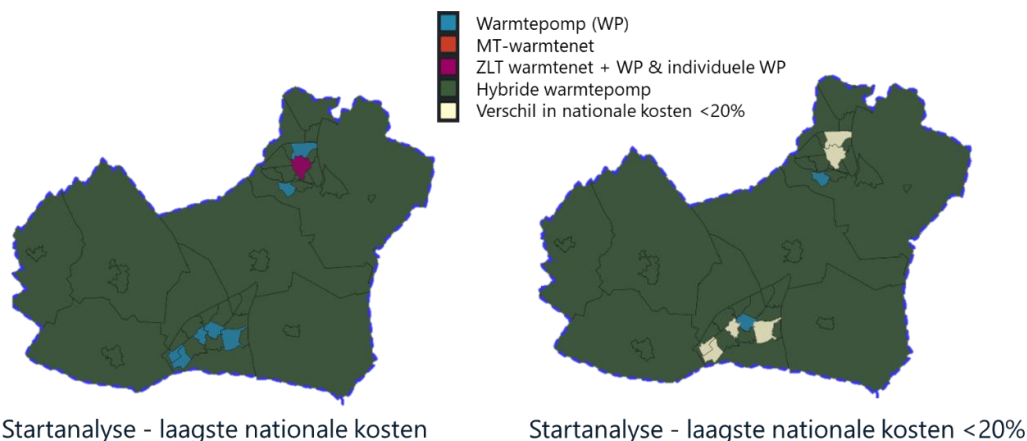 Warmtepomp (WP)
MT-warmtenet
ZLT warmtenet + WP & individuele WP
Hybride warmtepomp
Verschil in nationale kosten <20%
Startanalyse - laagste nationale kosten
Startanalyse - laagste nationale kosten <20%